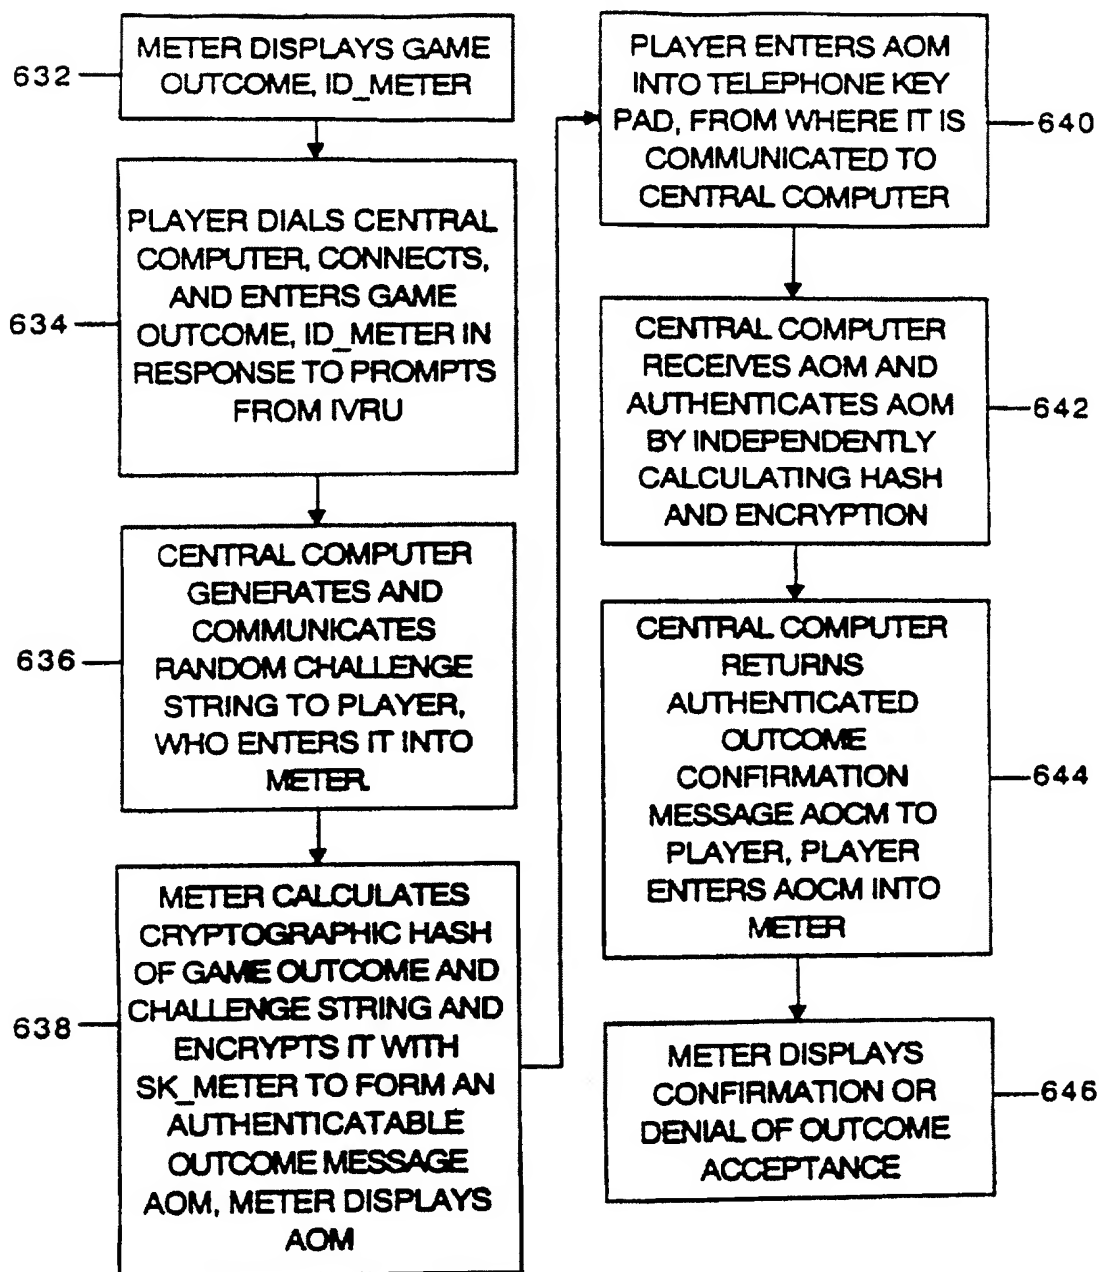 632
METER DISPLAYS GAME
OUTCOME, ID_METER
634
PLAYER DIALS CENTRAL
COMPUTER, CONNECTS,
AND ENTERS GAME
OUTCOME, ID_METER IN
RESPONSE TO PROMPTS
FROM IVRU
636
CENTRAL COMPUTER
GENERATES AND
COMMUNICATES
RANDOM CHALLENGE
STRING TO PLAYER,
WHO ENTERS IT INTO
METER.
638
METER CALCULATES
CRYPTOGRAPHIC HASH
OF GAME OUTCOME AND
CHALLENGE STRING AND
ENCRYPTS IT WITH
SK_METER TO FORM AN
AUTHENTICATABLE
OUTCOME MESSAGE
AOM, METER DISPLAYS
AOM
PLAYER ENTERS AOM
INTO TELEPHONE KEY
PAD, FROM WHERE IT IS
COMMUNICATED TO
CENTRAL COMPUTER
640
CENTRAL COMPUTER
RECEIVES AOM AND
AUTHENTICATES AOM
BY INDEPENDENTLY
CALCULATING HASH
AND ENCRYPTION
642
CENTRAL COMPUTER
RETURNS
AUTHENTICATED
OUTCOME
CONFIRMATION
MESSAGE AOCM TO
PLAYER, PLAYER
ENTERS AOCM INTO
METER
644
METER DISPLAYS
CONFIRMATION OR
DENIAL OF OUTCOME
ACCEPTANCE
646